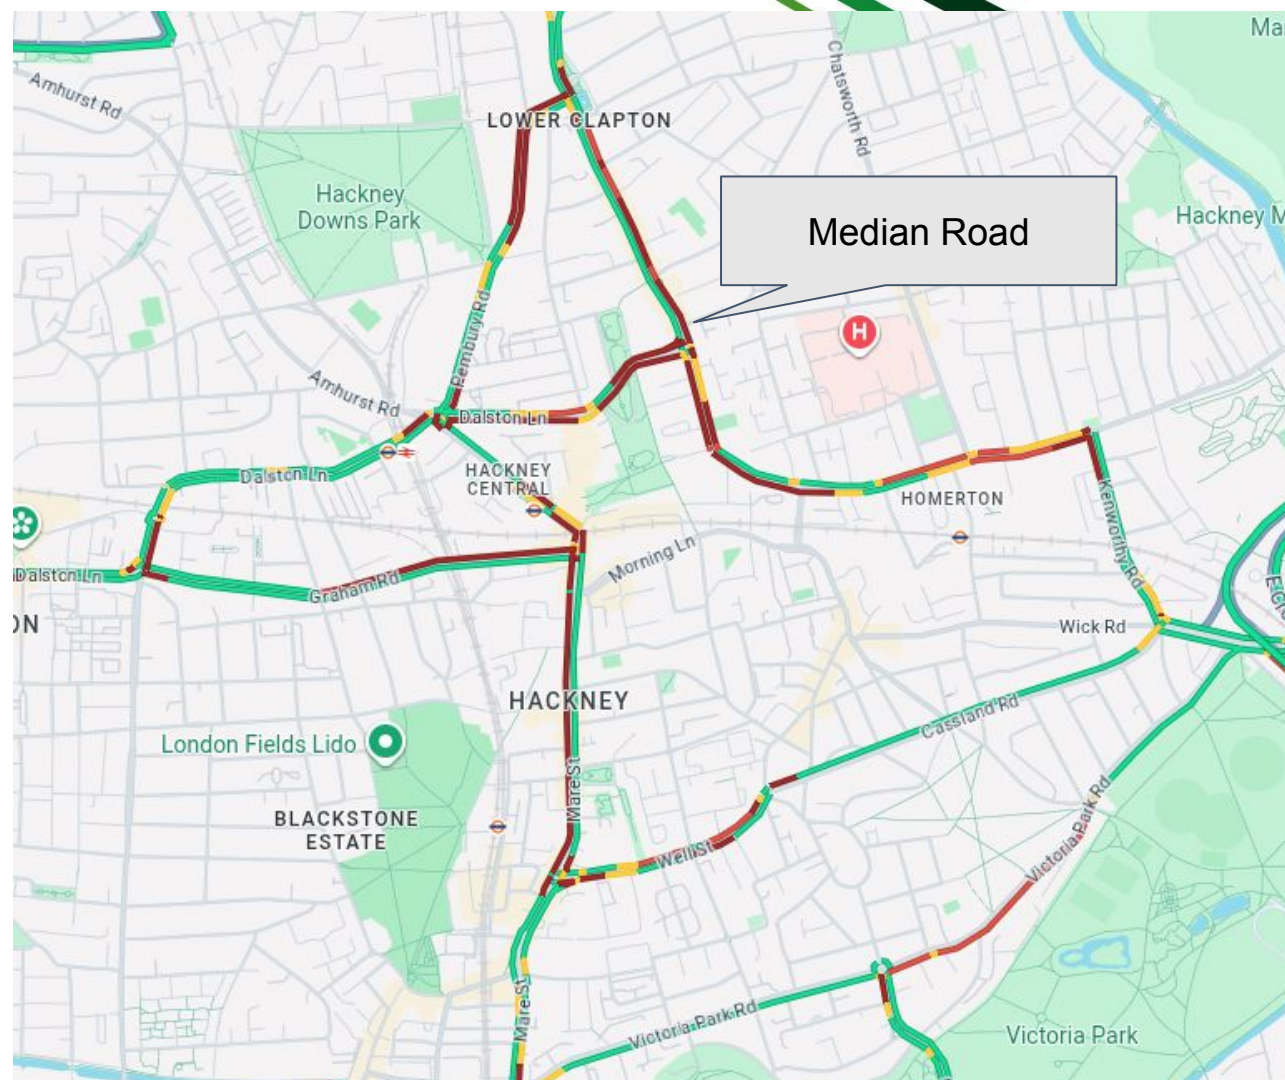 Ma
Amhurst Rd
Chatsworth Rd
LOWER CLAPTON
Hackney
Downs Park
Hackney M
Median Road
H
Pembury Rd
Amhurst Rd
Dalston Ln
HACKNEY
CENTRAL
Dalston Ln
HOMERTON
Kenworthy Rd
Morning Ln
Dalston Ln
Graham Rd
ON
Wick Rd
HACKNEY
Cassland Rd
London Fields Lido
Mare St
BLACKSTONE
ESTATE
Well St
Victoria Park Rd
Mare St
Victoria Park Rd
Victoria Park